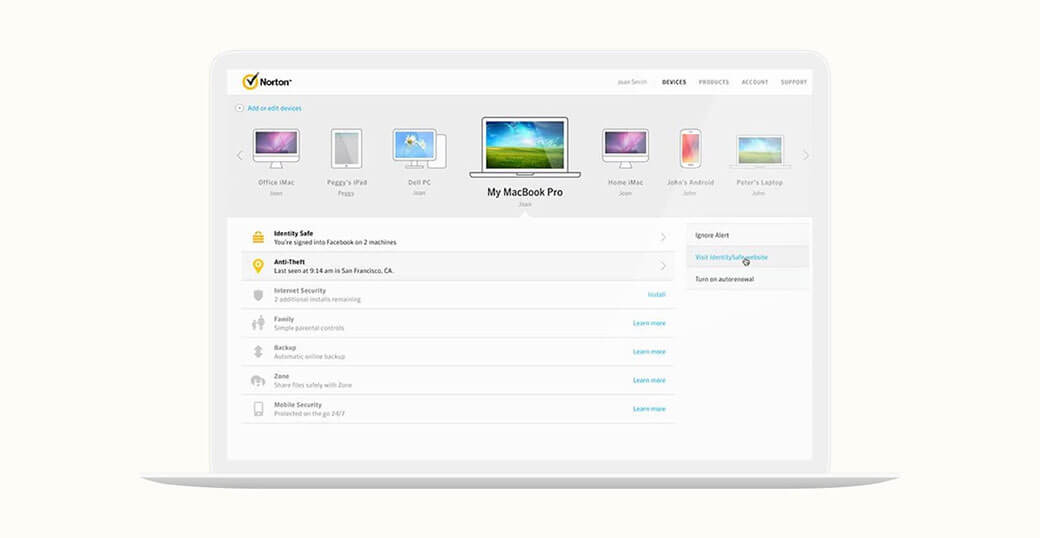 Norton
Joan Smith DEVICES PRODUCTS ACCOUNT SUPPORT
Add or edit devices
Office iMac
Joan
Peggy's iPad
Peggy
Dell PC
Joan
My MacBook Pro
Joan
Home iMac
Joan
John's Android
John
Peter's Laptop
John
Identity Safe
You're signed into Facebook on 2 machines
Anti-Theft
Last seen at 9:14 am in San Francisco, CA.
Internet Security
2 additional installs remaining
Install
Family
Simple parental controls
Learn more
Backup
Automatic online backup
Learn more
Zone
Share files safely with Zone
Learn more
Mobile Security
Protected on the go 24/7
Learn more
Ignore Alert
Visit IdentitySafe website
Turn on autorenewal